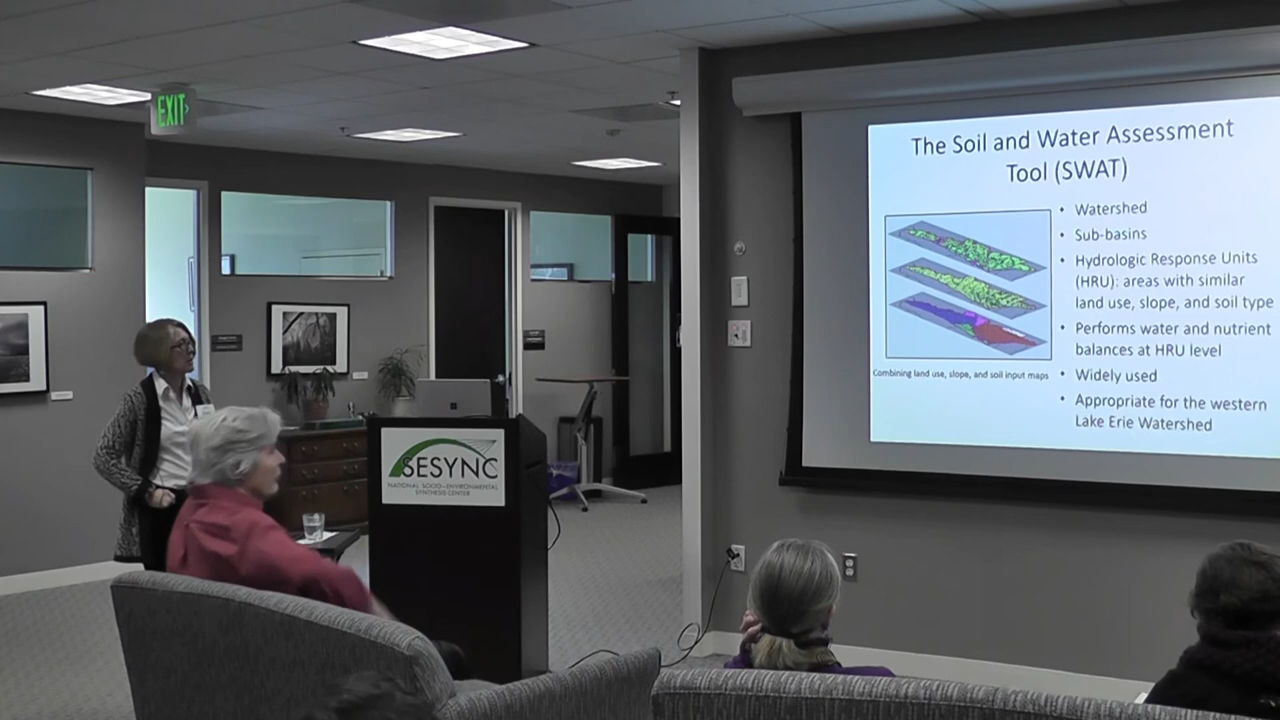 EXIT
The Soil and Water Assessment
Tool (SWAT)
• Watershed
• Sub-basins
• Hydrologic Response Units
(HRU): areas with similar
land use, slope, and soil type
• Performs water and nutrient
balances at HRU level
• Widely used
• Appropriate for the western
Lake Erie Watershed
Combining land use, slope, and soil input maps
SESYNC
NATIONAL SOCIO-ENVIRONMENTAL
SYNTHESIS CENTER